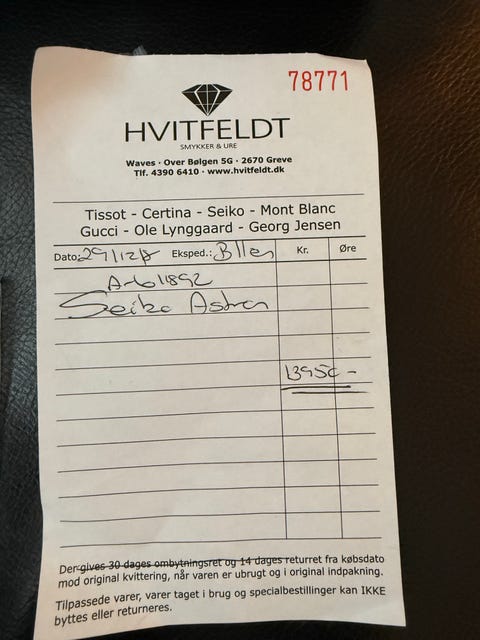 78771
HVITFELDT
SMYKKER & URE
Waves · Over Bølgen 5G · 2670 Greve
Tlf. 4390 6410 · www.hvitfeldt.dk
Tissot - Certina - Seiko - Mont Blanc
Gucci - Ole Lynggaard - Georg Jensen
Dato: Eksped.: Kr. Øre
Seiko Astron
13950 -
Der gives 30 dages ombytningsret og 14 dages returret fra købsdato
mod original kvittering, når varen er ubrugt og i original indpakning.
Tilpassede varer, varer taget i brug og specialbestillinger kan IKKE
byttes eller returneres.